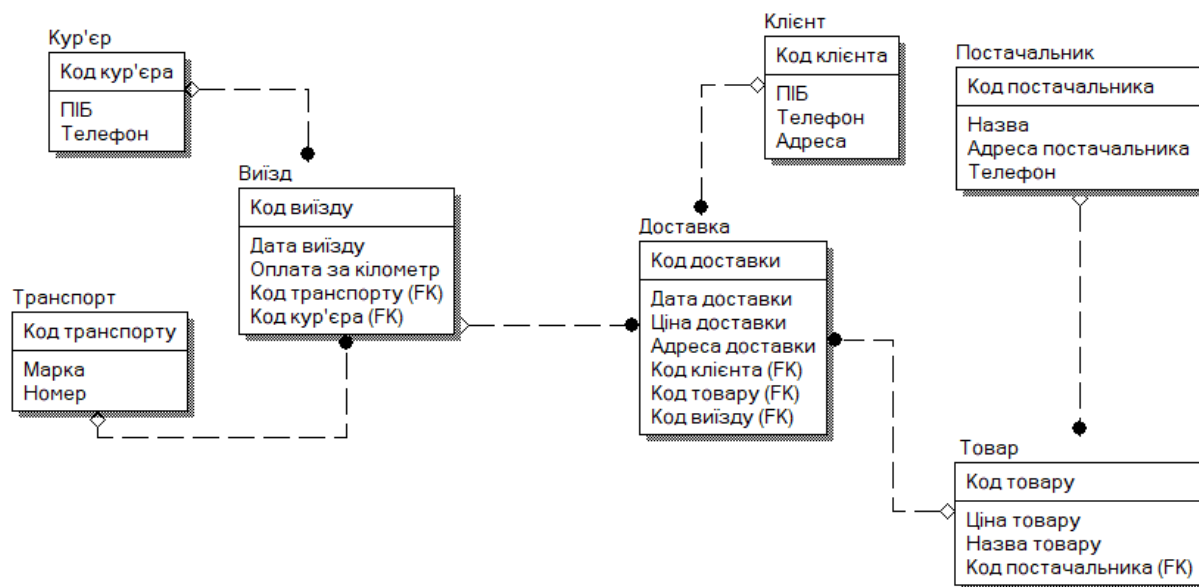 Кур'єр
Код кур'єра
ПІБ
Телефон
Клієнт
Код клієнта
ПІБ
Телефон
Адреса
Постачальник
Код постачальника
Назва
Адреса постачальника
Телефон
Виїзд
Код виїзду
Дата виїзду
Оплата за кілометр
Код транспорту (FK)
Код кур'єра (FK)
Транспорт
Код транспорту
Марка
Номер
Доставка
Код доставки
Дата доставки
Ціна доставки
Адреса доставки
Код клієнта (FK)
Код товару (FK)
Код виїзду (FK)
Товар
Код товару
Ціна товару
Назва товару
Код постачальника (FK)